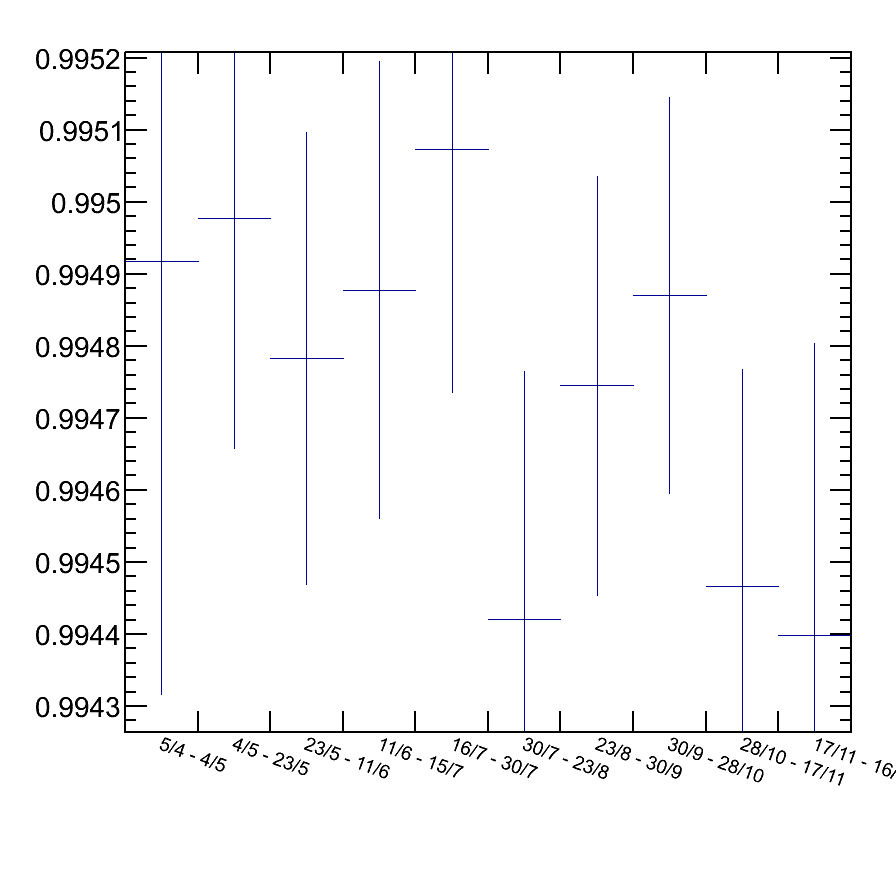 0.9952
0.9951
0.995
0.9949
0.9948
0.9947
0.9946
0.9945
0.9944
0.9943
5/4 - 4/5
4/5 - 23/5
23/5 - 11/6
11/6 - 15/7
16/7 - 30/7
30/7 - 23/8
23/8 - 30/9
30/9 - 28/10
28/10 - 17/11
17/11 - 16/